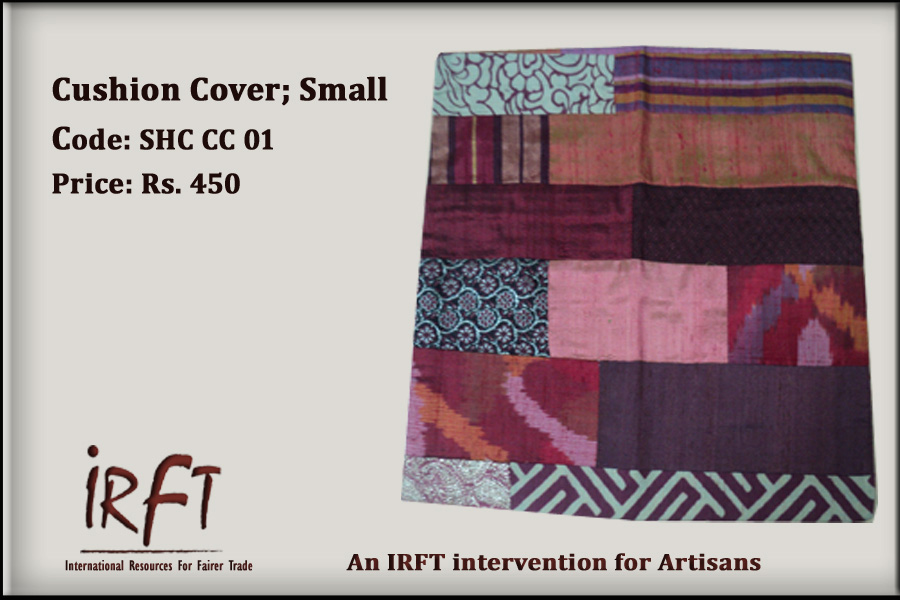 Cushion Cover; Small
Code: SHC CC 01
Price: Rs. 450
iRFT
International Resources For Fairer Trade
An IRFT intervention for Artisans